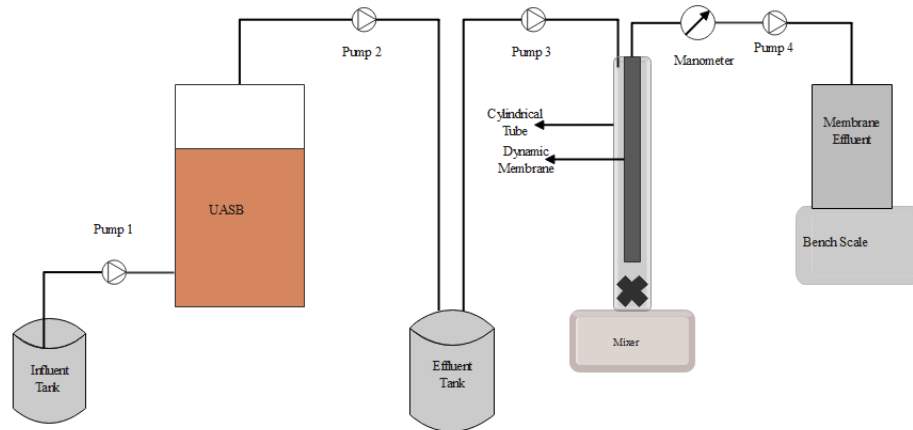 Pump 2
Pump 3
Pump 4
Manometer
Cylindrical
Tube
Dynamic
Membrane
Membrane
Effluent
UASB
Pump 1
Bench Scale
Mixer
Influent
Tank
Effluent
Tank